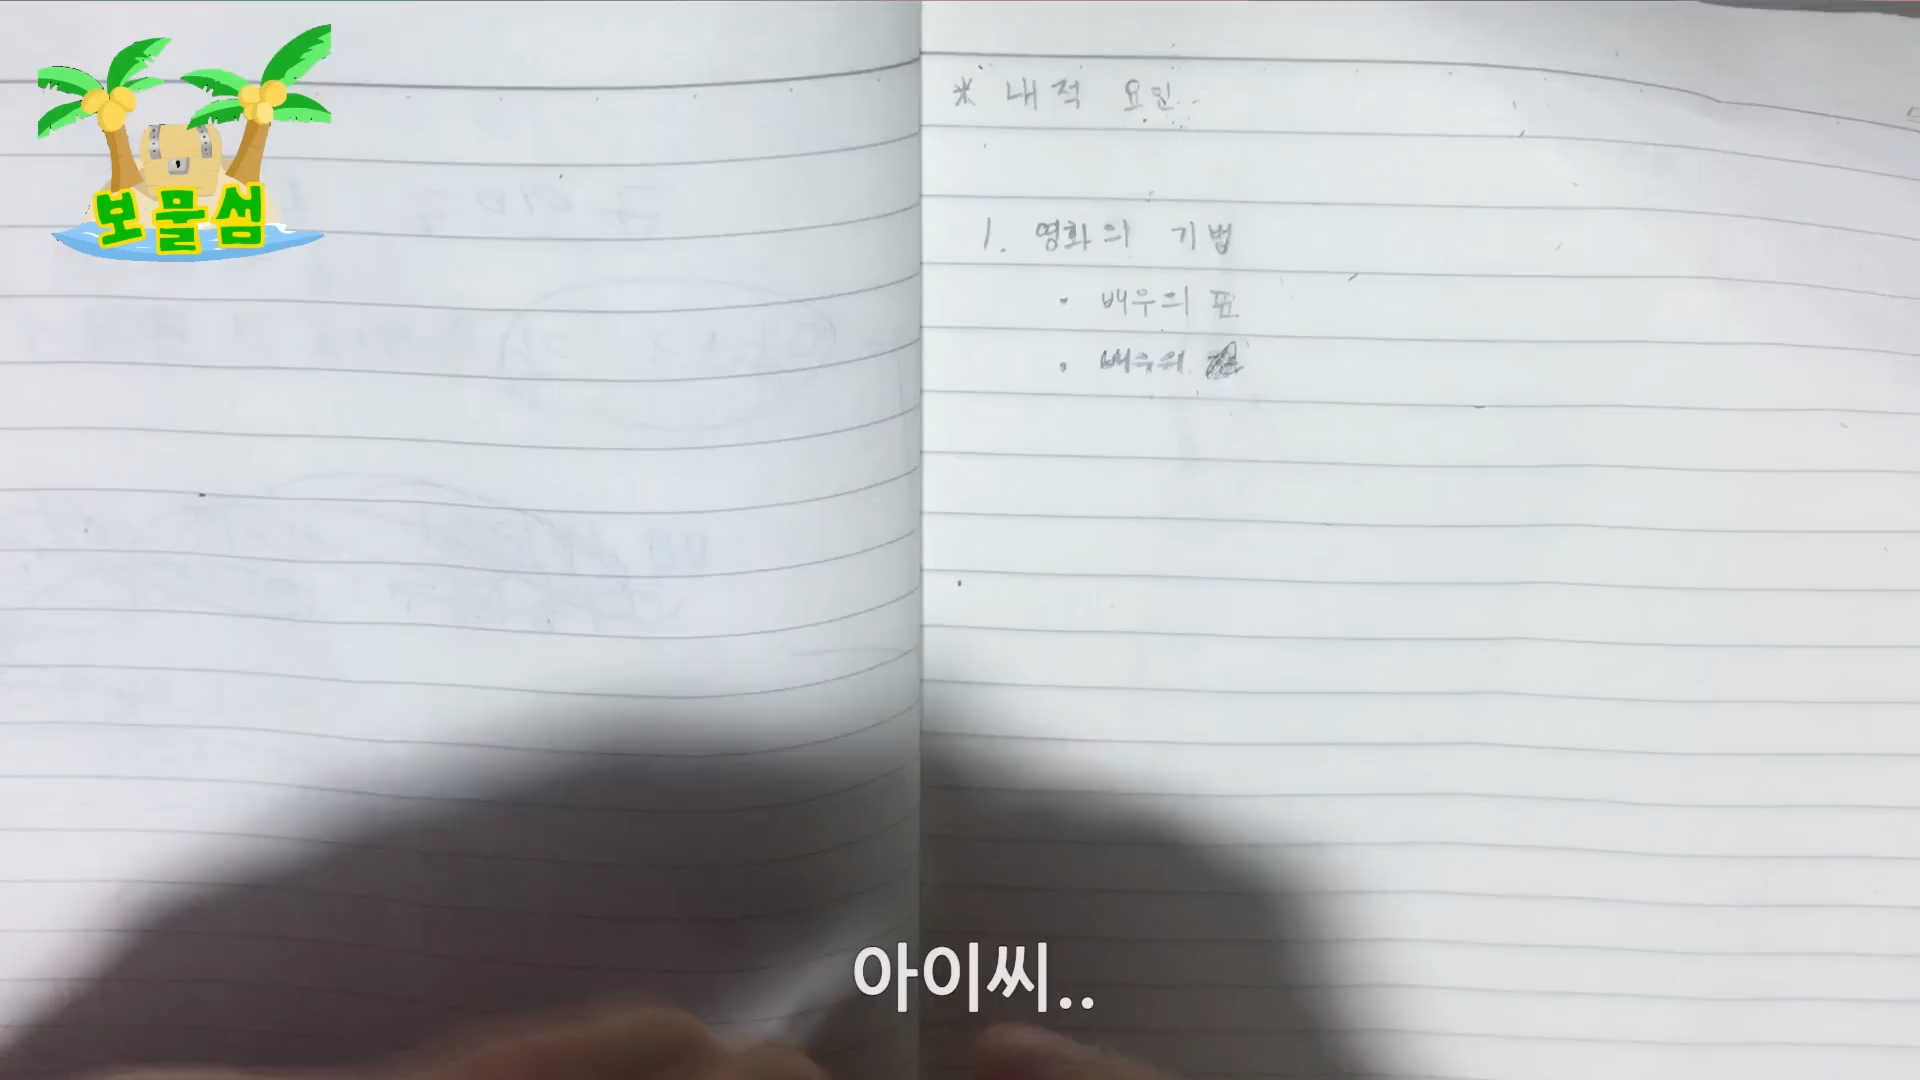 보물섬
* 내적 요인
1. 영화의 기법
• 배우의 표
• 배우의
아이씨..